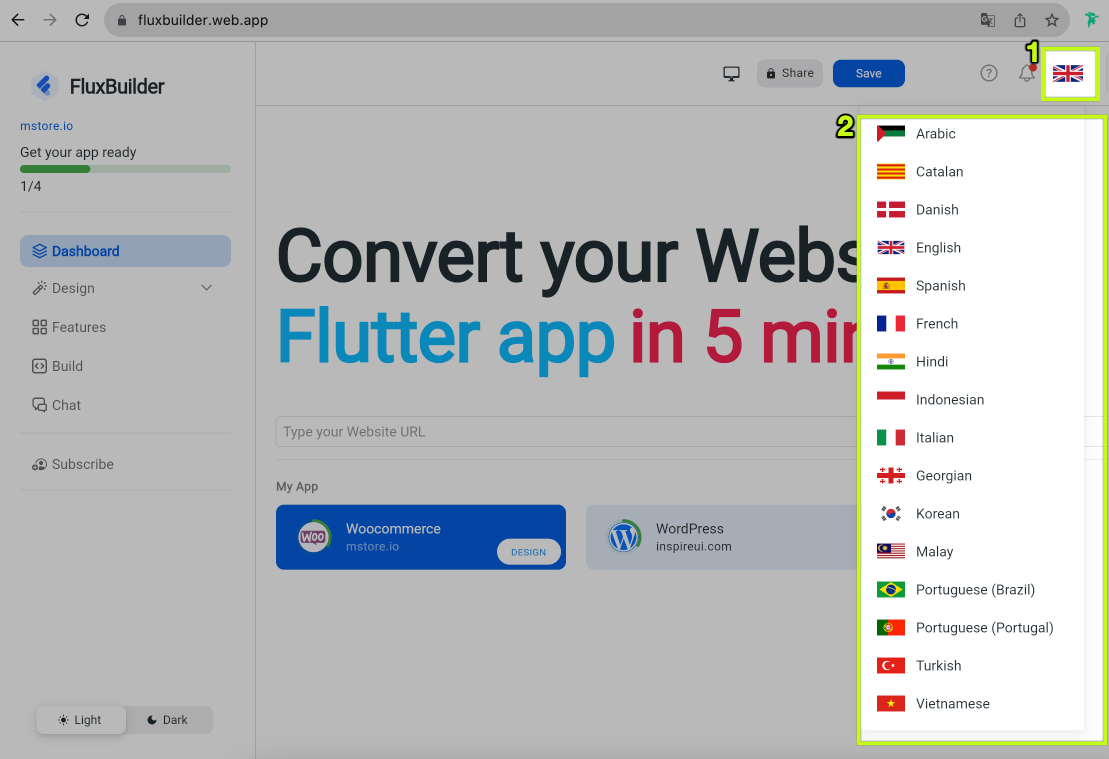 fluxbuilder.web.app
1
FluxBuilder
Share
Save
mstore.io
Get your app ready
1/4
Dashboard
Design
Features
Build
Chat
Subscribe
Light
Dark
Convert your Webs
Flutter app in 5 mi
Type your Website URL
My App
Woo
Woocommerce
mstore.io
DESIGN
WordPress
inspireui.com
2
Arabic
Catalan
Danish
English
Spanish
French
Hindi
Indonesian
Italian
Georgian
Korean
Malay
Portuguese (Brazil)
Portuguese (Portugal)
Turkish
Vietnamese